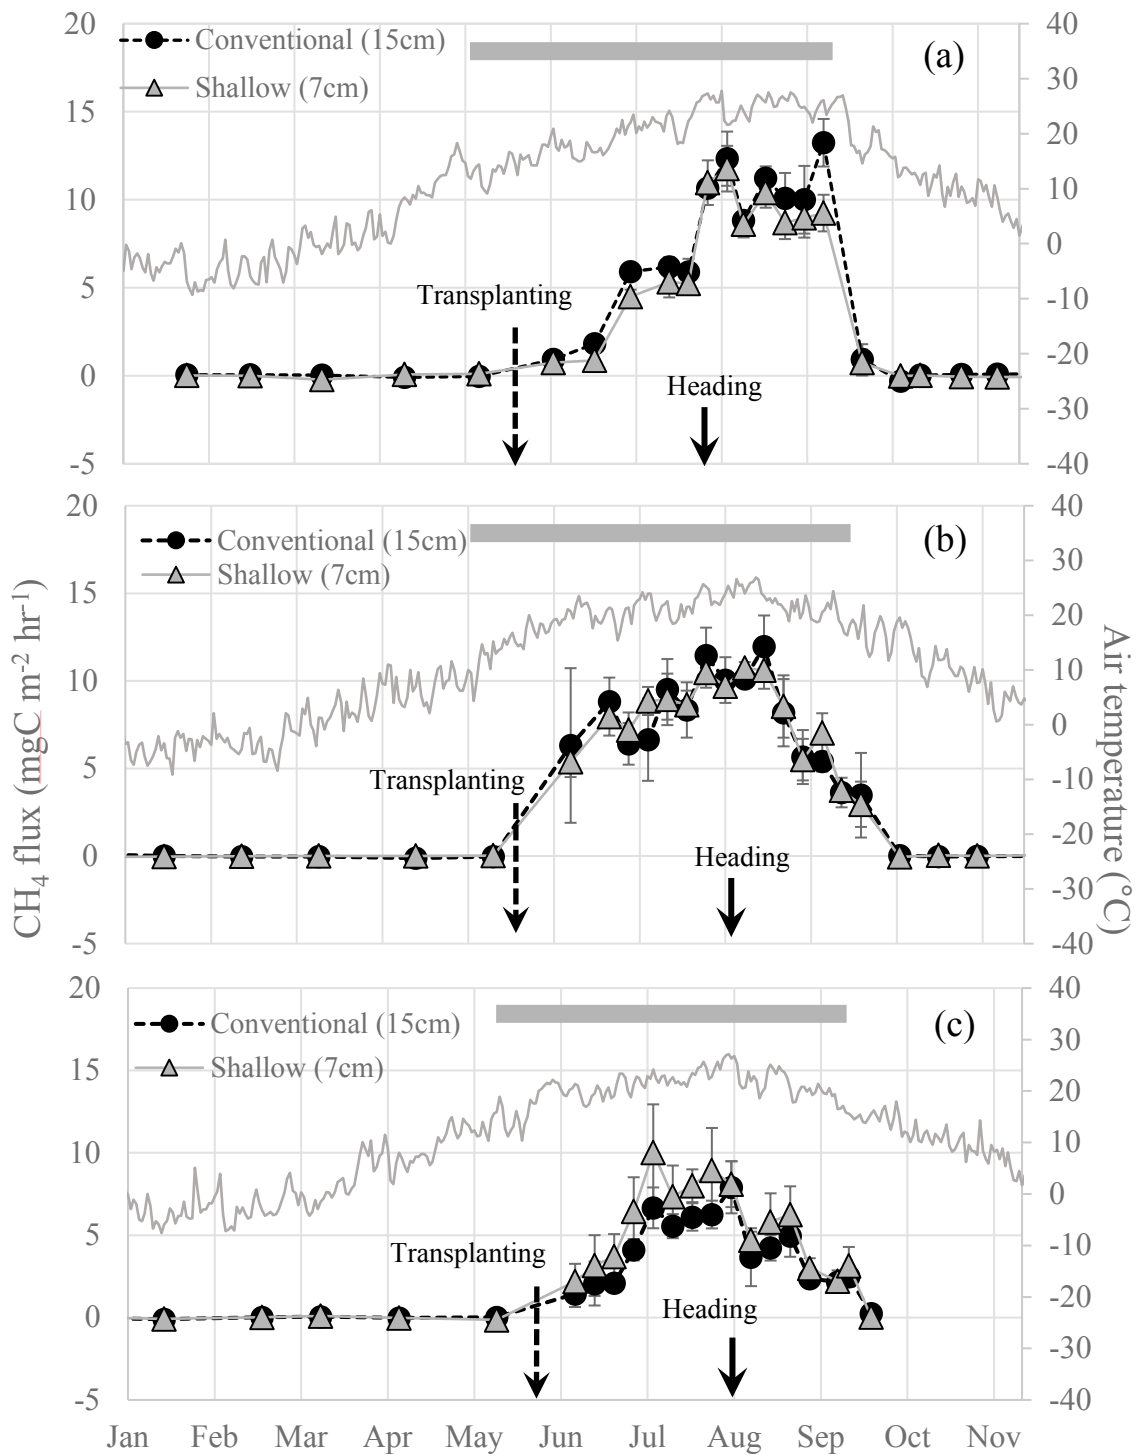 20
15
10
5
0
-5
40
30
20
10
0
-10
-20
-30
-40
Conventional (15cm)
Shallow (7cm)
(a)
Transplanting
Heading
20
15
10
5
0
-5
40
30
20
10
0
-10
-20
-30
-40
Conventional (15cm)
Shallow (7cm)
(b)
Transplanting
Heading
CH₄ flux (mgC m⁻² hr⁻¹)
Air temperature (°C)
20
15
10
5
0
-5
40
30
20
10
0
-10
-20
-30
-40
Conventional (15cm)
Shallow (7cm)
(c)
Transplanting
Heading
Jan Feb Mar Apr May Jun Jul Aug Sep Oct Nov